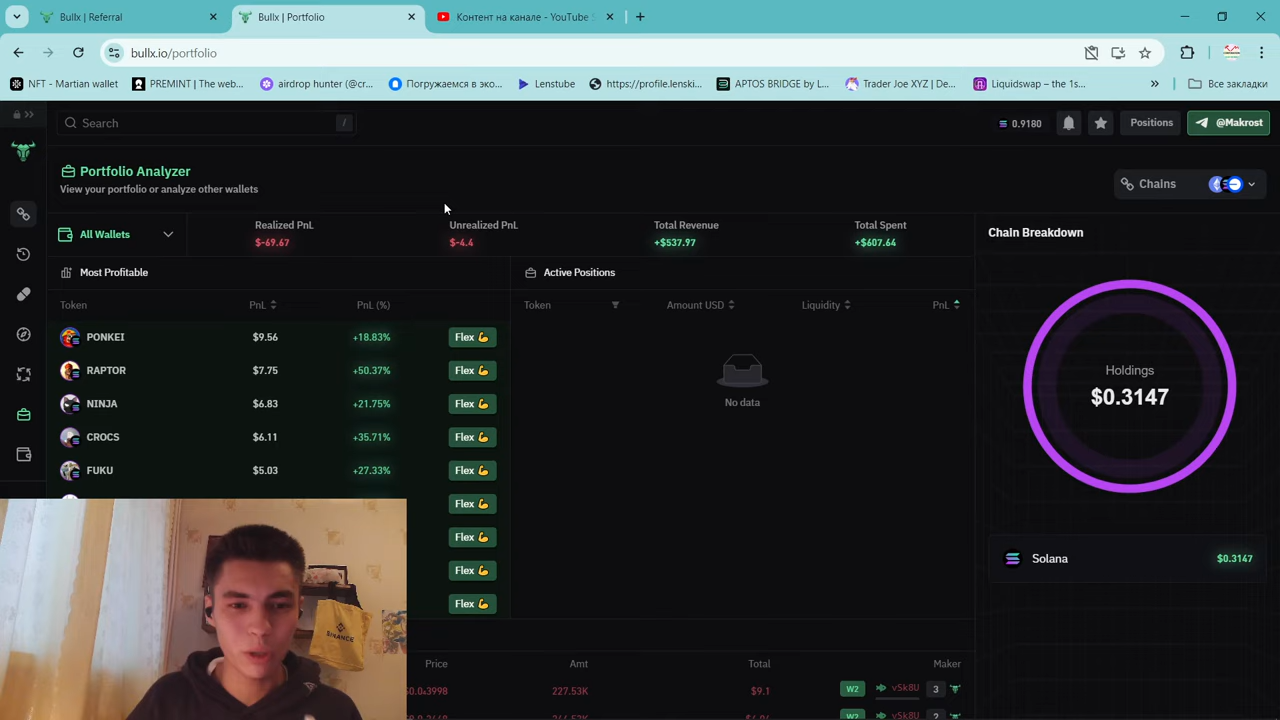 Bullx | Referral
Bullx | Portfolio
Контент на канале - YouTube S
bullx.io/portfolio
NFT - Martian wallet
PREMINT | The web...
airdrop hunter (@cr...
Погружаемся в эко...
Lenstube
https://profile.lenski...
APTOS BRIDGE by L...
Trader Joe XYZ | De...
Liquidswap – the 1s...
Все закладки
Search
/
0.9180
Positions
@Makrost
Portfolio Analyzer
View your portfolio or analyze other wallets
Chains
All Wallets
Realized PnL
$-69.67
Unrealized PnL
$-4.4
Total Revenue
+$537.97
Total Spent
+$607.64
Chain Breakdown
Most Profitable
Active Positions
Token PnL PnL (%)
Token Amount USD Liquidity PnL
PONKEI $9.56 +18.83% Flex 💪
RAPTOR $7.75 +50.37% Flex 💪
NINJA $6.83 +21.75% Flex 💪
CROCS $6.11 +35.71% Flex 💪
FUKU $5.03 +27.33% Flex 💪
Flex 💪
Flex 💪
Flex 💪
Flex 💪
No data
Holdings
$0.3147
Solana $0.3147
BINANCE
Price Amt Total Maker
$0.0₄3998 227.53K $9.1 W2 vSk8U 3
W2 vSk8U